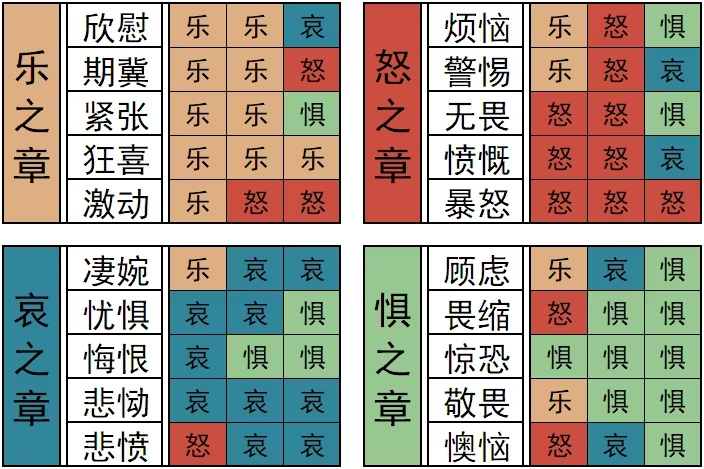 乐之章
欣慰 乐 乐 哀
期冀 乐 乐 怒
紧张 乐 乐 惧
狂喜 乐 乐 乐
激动 乐 怒 怒
怒之章
烦恼 乐 怒 惧
警惕 乐 怒 哀
无畏 怒 怒 惧
愤慨 怒 怒 哀
暴怒 怒 怒 怒
哀之章
凄婉 乐 哀 哀
忧惧 哀 哀 惧
悔恨 哀 惧 惧
悲恸 哀 哀 哀
悲愤 怒 哀 哀
惧之章
顾虑 乐 哀 惧
畏缩 怒 惧 惧
惊恐 惧 惧 惧
敬畏 乐 惧 惧
懊恼 怒 哀 惧